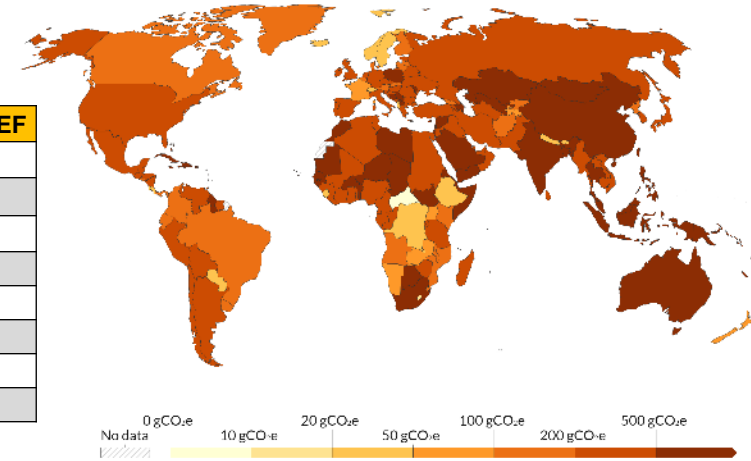 EF
0 gCO₂e
20 gCO₂e
100 gCO₂e
500 gCO₂e
No data
10 gCO₂e
50 gCO₂e
200 gCO₂e